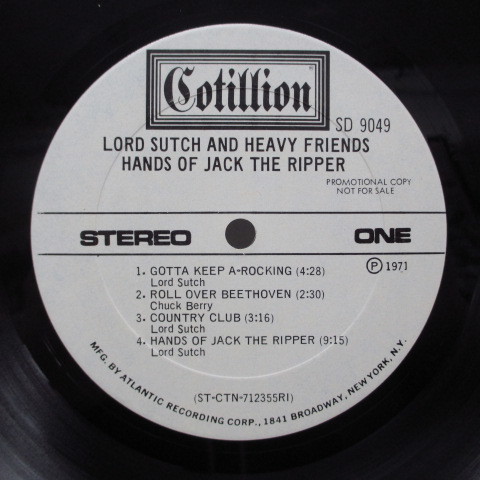 Cotillion
SD 9049
LORD SUTCH AND HEAVY FRIENDS
HANDS OF JACK THE RIPPER
PROMOTIONAL COPY
NOT FOR SALE
STEREO ONE
℗ 1971
1. GOTTA KEEP A-ROCKING (4:28)
Lord Sutch
2. ROLL OVER BEETHOVEN (2:30)
Chuck Berry
3. COUNTRY CLUB (3:16)
Lord Sutch
4. HANDS OF JACK THE RIPPER (9:15)
Lord Sutch
(ST-CTN-712355RI)
MFG. BY ATLANTIC RECORDING CORP., 1841 BROADWAY, NEW YORK, N.Y.